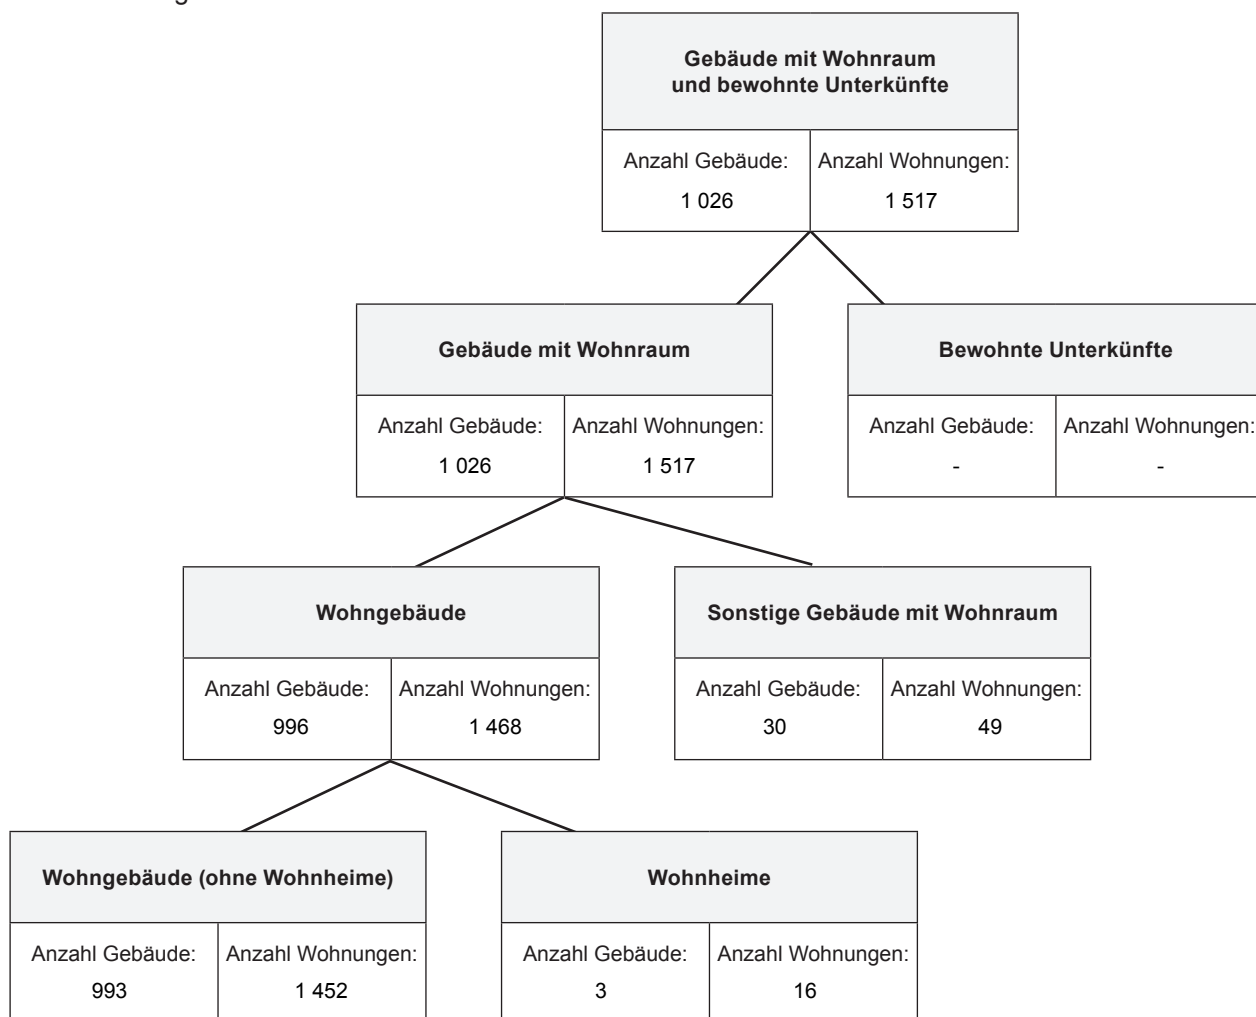 Gebäude mit Wohnraum
und bewohnte Unterkünfte
Anzahl Gebäude: Anzahl Wohnungen:
1 026 1 517
Gebäude mit Wohnraum Bewohnte Unterkünfte
Anzahl Gebäude: Anzahl Wohnungen: Anzahl Gebäude: Anzahl Wohnungen:
1 026 1 517 - -
Wohngebäude Sonstige Gebäude mit Wohnraum
Anzahl Gebäude: Anzahl Wohnungen: Anzahl Gebäude: Anzahl Wohnungen:
996 1 468 30 49
Wohngebäude (ohne Wohnheime) Wohnheime
Anzahl Gebäude: Anzahl Wohnungen: Anzahl Gebäude: Anzahl Wohnungen:
993 1 452 3 16